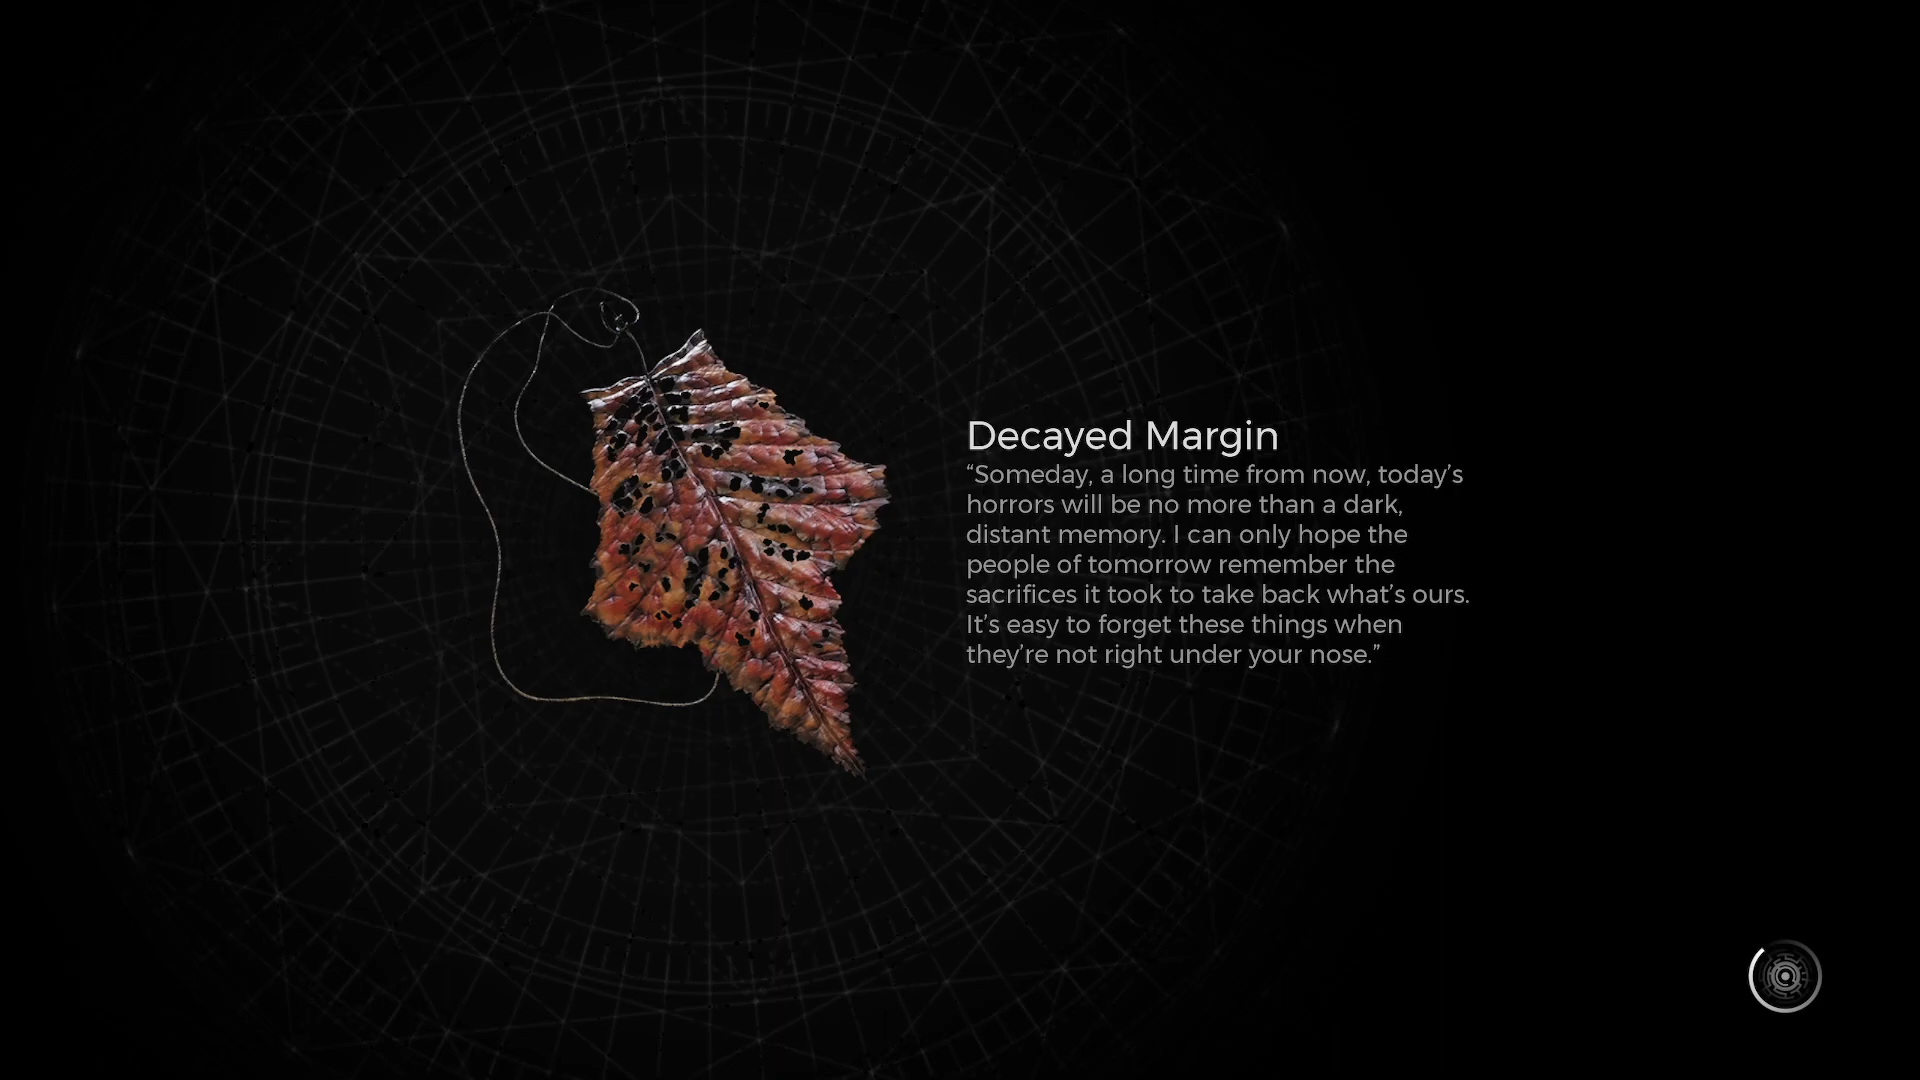 Decayed Margin
“Someday, a long time from now, today’s
horrors will be no more than a dark,
distant memory. I can only hope the
people of tomorrow remember the
sacrifices it took to take back what’s ours.
It’s easy to forget these things when
they’re not right under your nose.”